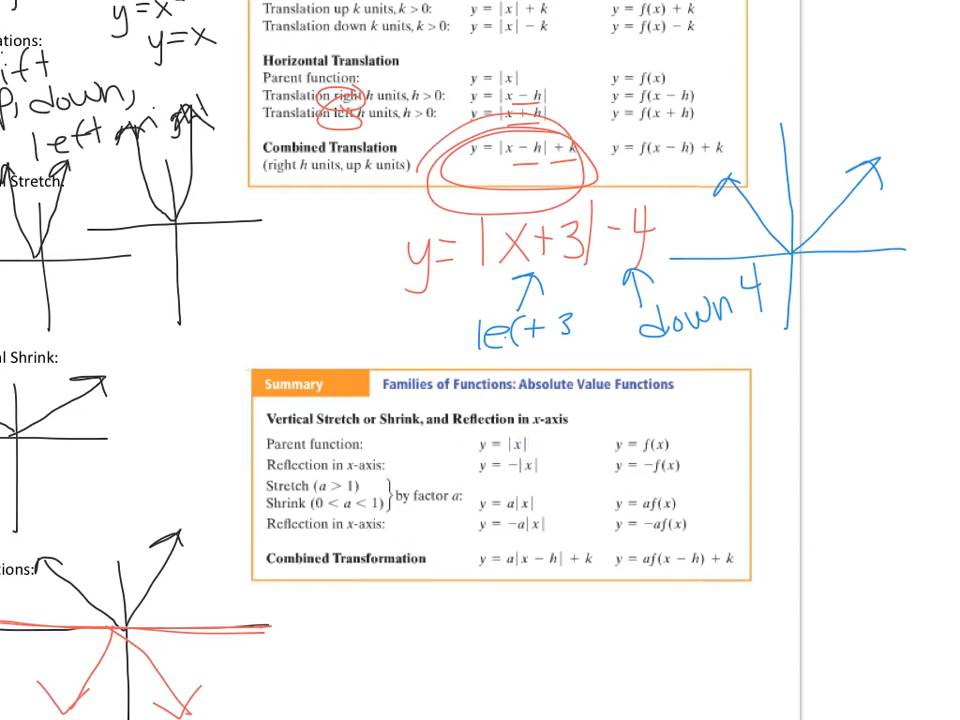 y=x
y=x
ations:
ift
p, down,
left
l Stretch:
Translation up k units, k > 0: y = |x| + k y = f(x) + k
Translation down k units, k > 0: y = |x| − k y = f(x) − k
Horizontal Translation
Parent function: y = |x| y = f(x)
Translation right h units, h > 0: y = |x − h| y = f(x − h)
Translation left h units, h > 0: y = |x + h| y = f(x + h)
Combined Translation y = |x − h| + k y = f(x − h) + k
(right h units, up k units)
y = |x+3| - 4
left 3
down 4
l Shrink:
Summary Families of Functions: Absolute Value Functions
Vertical Stretch or Shrink, and Reflection in x-axis
Parent function: y = |x| y = f(x)
Reflection in x-axis: y = −|x| y = −f(x)
Stretch (a > 1)
Shrink (0 < a < 1) } by factor a: y = a|x| y = af(x)
Reflection in x-axis: y = −a|x| y = −af(x)
Combined Transformation y = a|x − h| + k y = af(x − h) + k
ions: